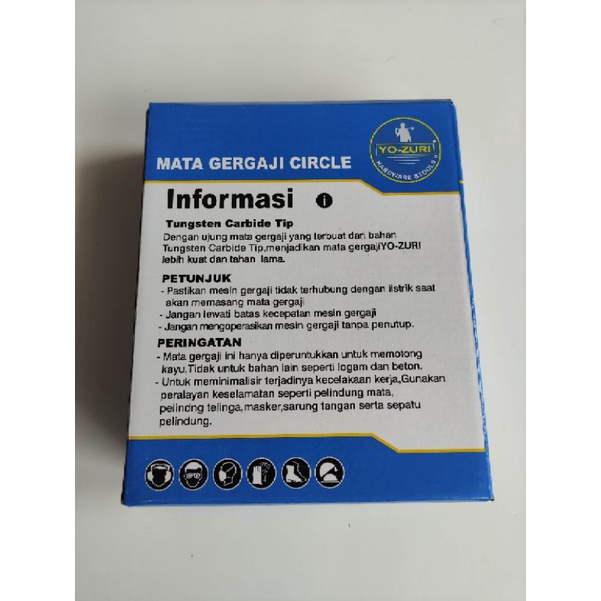 YO-ZURI
HARDWARE &TOOLS
MATA GERGAJI CIRCLE
Informasi i
Tungsten Carbide Tip
Dengan ujung mata gergaji yang terbuat dari bahan
Tungsten Carbide Tip,menjadikan mata gergajiYO-ZURI
lebih kuat dan tahan lama.
PETUNJUK
- Pastikan mesin gergaji tidak terhubung dengan listrik saat
akan memasang mata gergaji
- Jangan lewati batas kecepatan mesin gergaji
- Jangan mengoperasikan mesin gergaji tanpa penutup.
PERINGATAN
- Mata gergaji ini hanya diperuntukkan untuk memotong
kayu.Tidak untuk bahan lain seperti logam dan beton.
- Untuk meminimalisir terjadinya kecelakaan kerja,Gunakan
peralayan keselamatan seperti pelindung mata,
pelindng telinga,masker,sarung tangan serta sepatu
pelindung.